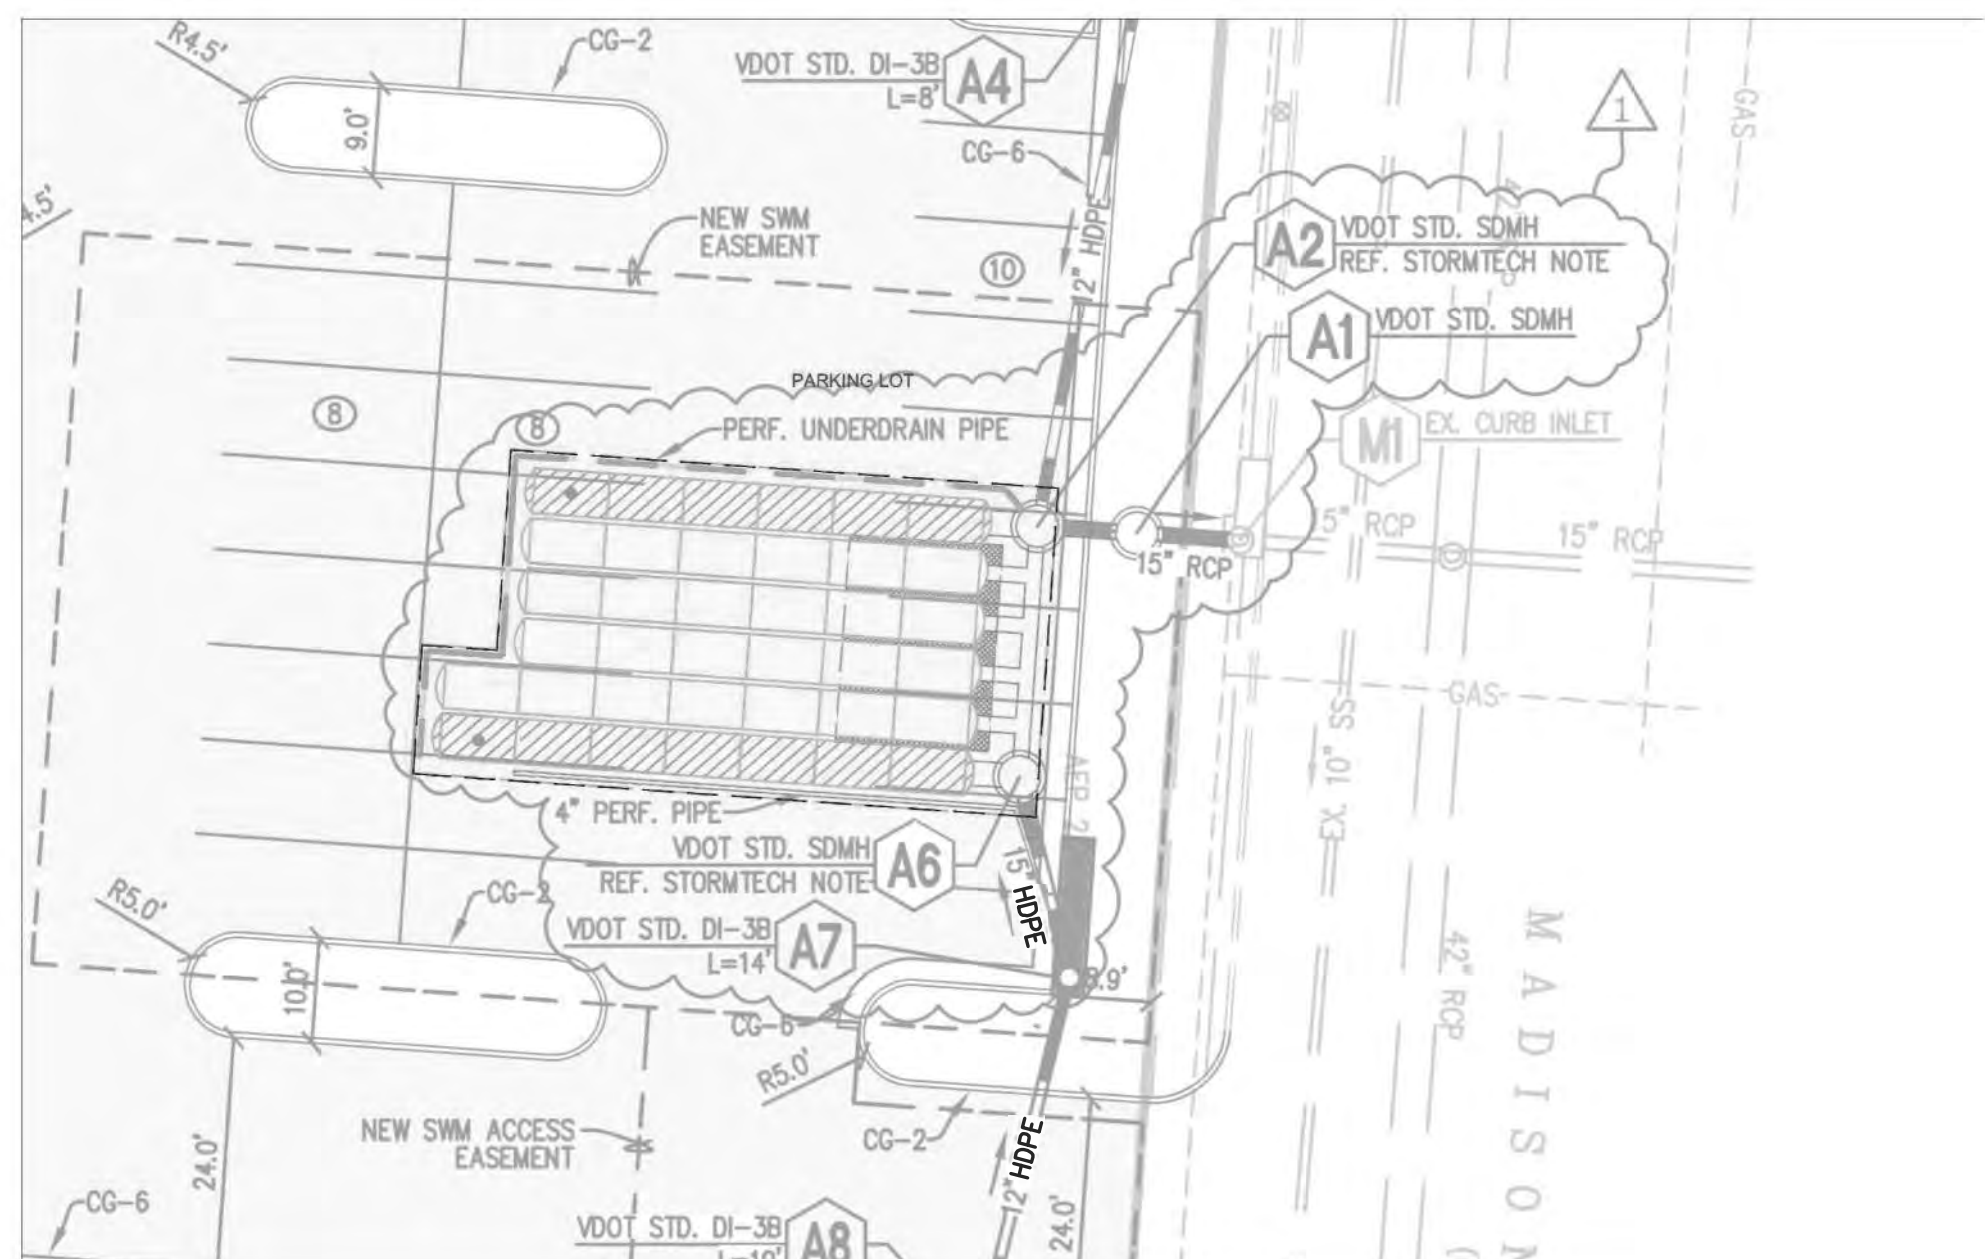 R4.5'
CG-2
9.0'
VDOT STD. DI-3B
L=8'
A4
CG-6
GAS
1
4.5'
NEW SWM
EASEMENT
10
12" HDPE
A2
VDOT STD. SDMH
REF. STORMTECH NOTE
A1
VDOT STD. SDMH
PARKING LOT
8
8
PERF. UNDERDRAIN PIPE
M1
EX. CURB INLET
15" RCP
5" RCP
15" RCP
GAS
EX. 10" SS
4" PERF. PIPE
VDOT STD. SDMH
REF. STORMTECH NOTE
A6
15" HDPE
R5.0'
CG-2
VDOT STD. DI-3B
L=14'
A7
10.0'
CG-6
R5.0'
42" RCP
MADISON
NEW SWM ACCESS
EASEMENT
CG-2
12" HDPE
24.0'
24.0'
CG-6
VDOT STD. DI-3B
A8